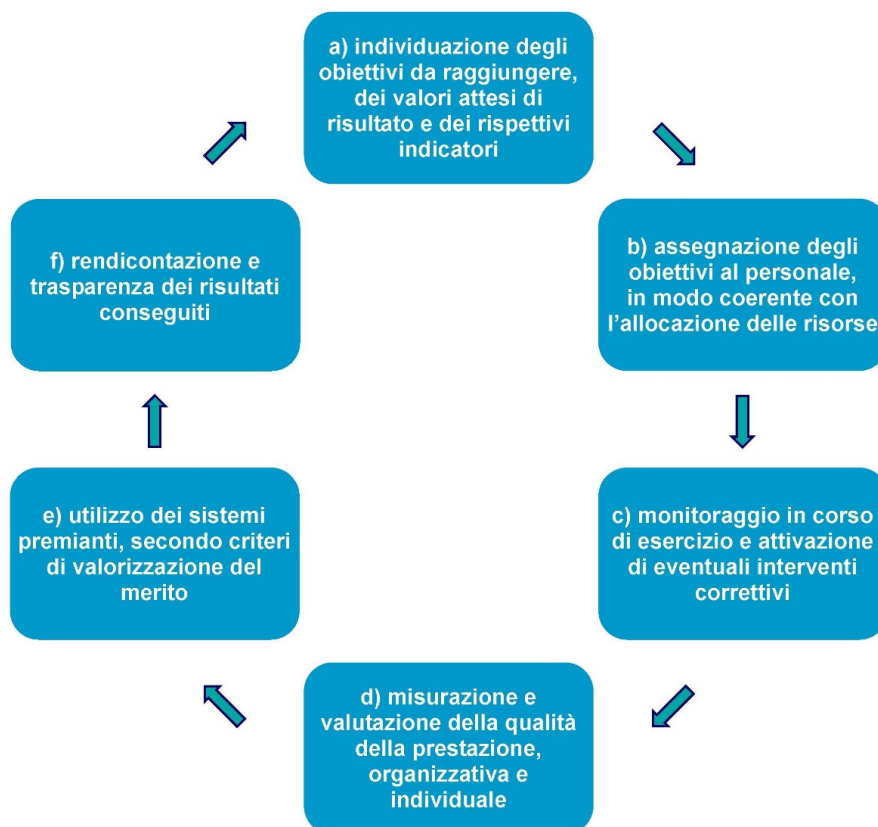 a) individuazione degli
obiettivi da raggiungere,
dei valori attesi di
risultato e dei rispettivi
indicatori
b) assegnazione degli
obiettivi al personale,
in modo coerente con
l’allocazione delle risorse
c) monitoraggio in corso
di esercizio e attivazione
di eventuali interventi
correttivi
d) misurazione e
valutazione della qualità
della prestazione,
organizzativa e
individuale
e) utilizzo dei sistemi
premianti, secondo criteri
di valorizzazione del
merito
f) rendicontazione e
trasparenza dei risultati
conseguiti